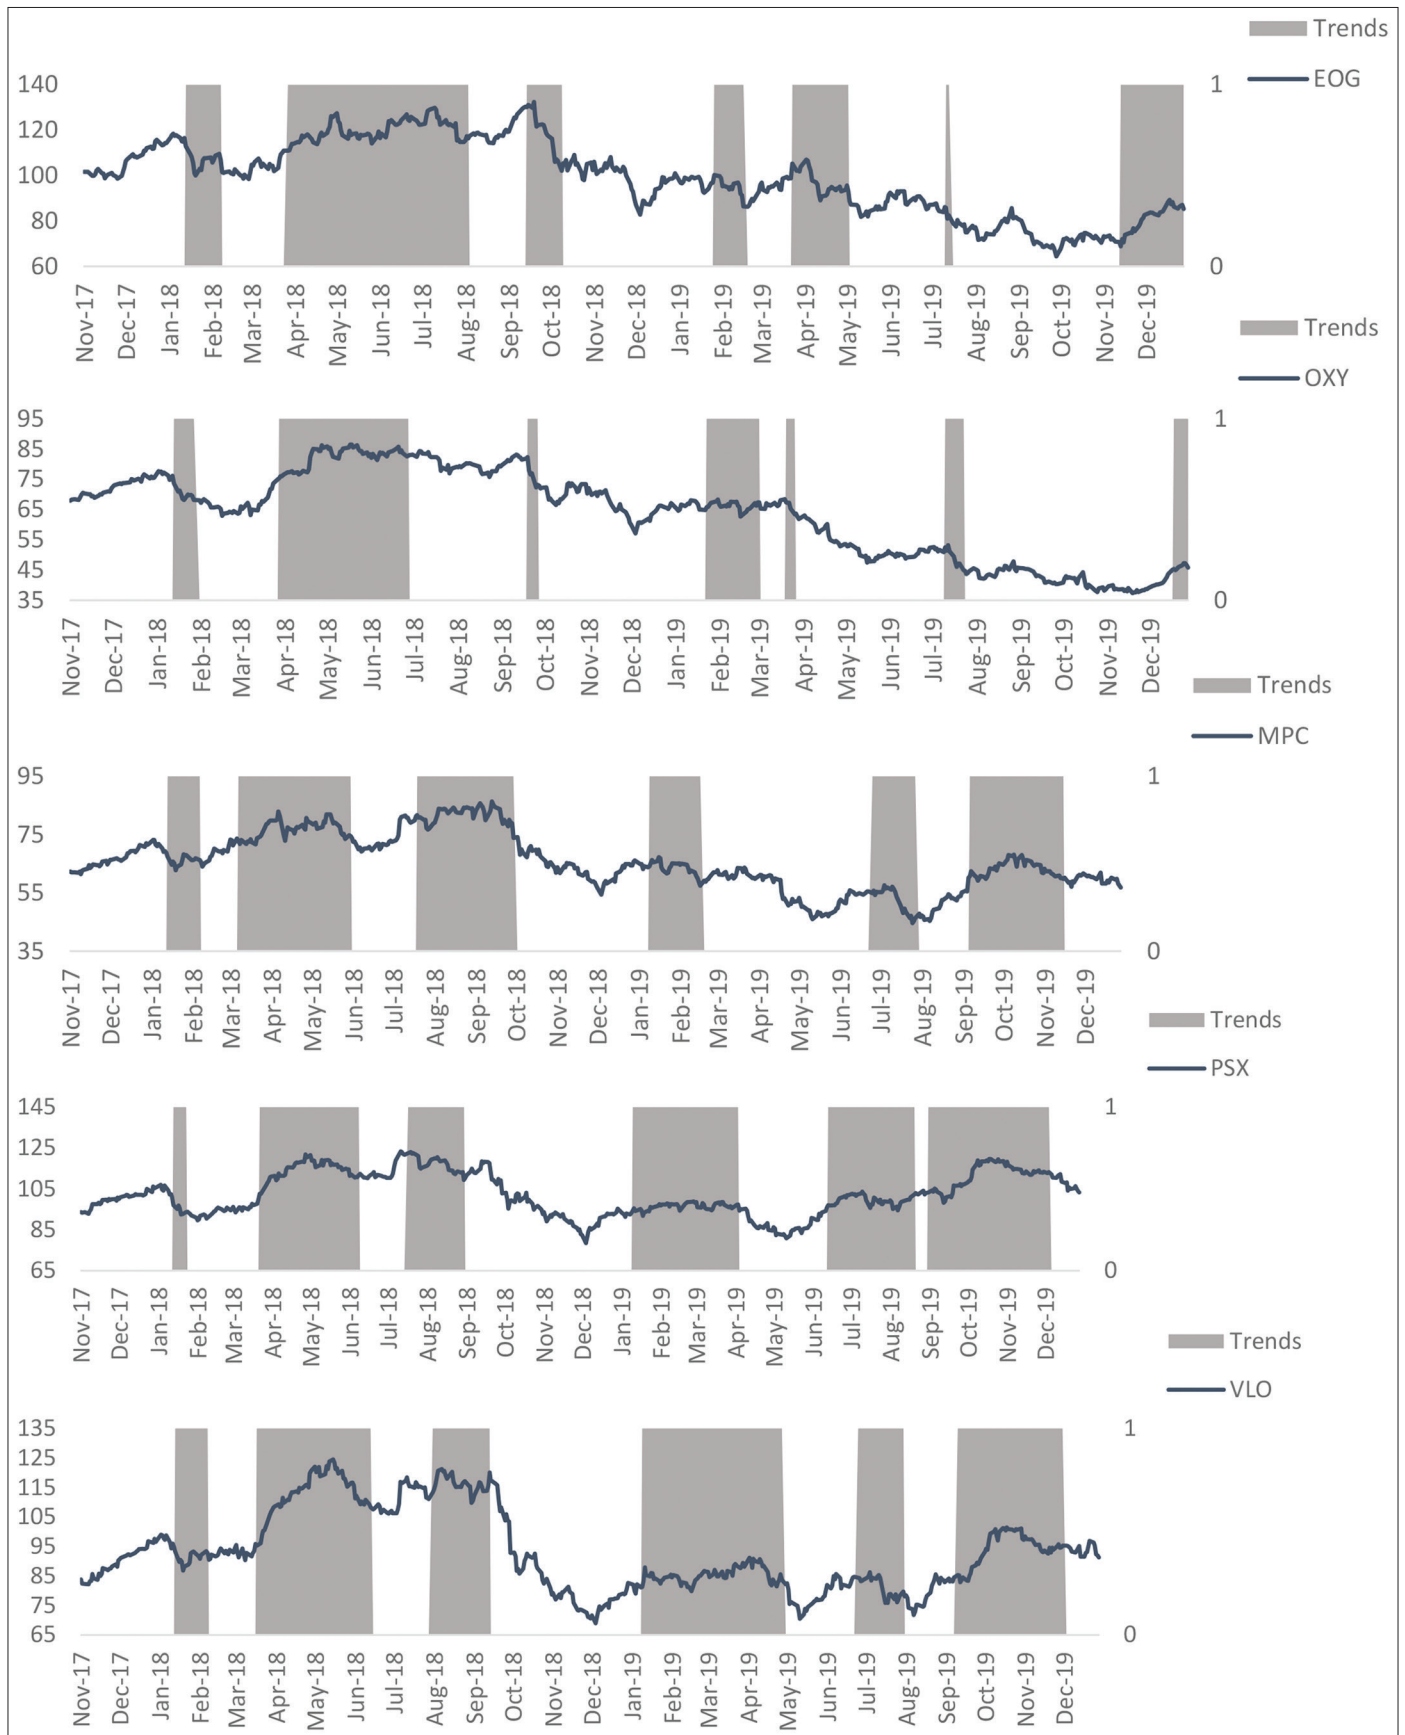 Trends
EOG
140
120
100
80
60
1
0
Nov-17
Dec-17
Jan-18
Feb-18
Mar-18
Apr-18
May-18
Jun-18
Jul-18
Aug-18
Sep-18
Oct-18
Nov-18
Dec-18
Jan-19
Feb-19
Mar-19
Apr-19
May-19
Jun-19
Jul-19
Aug-19
Sep-19
Oct-19
Nov-19
Dec-19
Trends
OXY
95
85
75
65
55
45
35
1
0
Nov-17
Dec-17
Jan-18
Feb-18
Mar-18
Apr-18
May-18
Jun-18
Jul-18
Aug-18
Sep-18
Oct-18
Nov-18
Dec-18
Jan-19
Feb-19
Mar-19
Apr-19
May-19
Jun-19
Jul-19
Aug-19
Sep-19
Oct-19
Nov-19
Dec-19
Trends
MPC
95
75
55
35
1
0
Nov-17
Dec-17
Jan-18
Feb-18
Mar-18
Apr-18
May-18
Jun-18
Jul-18
Aug-18
Sep-18
Oct-18
Nov-18
Dec-18
Jan-19
Feb-19
Mar-19
Apr-19
May-19
Jun-19
Jul-19
Aug-19
Sep-19
Oct-19
Nov-19
Dec-19
Trends
PSX
145
125
105
85
65
1
0
Nov-17
Dec-17
Jan-18
Feb-18
Mar-18
Apr-18
May-18
Jun-18
Jul-18
Aug-18
Sep-18
Oct-18
Nov-18
Dec-18
Jan-19
Feb-19
Mar-19
Apr-19
May-19
Jun-19
Jul-19
Aug-19
Sep-19
Oct-19
Nov-19
Dec-19
Trends
VLO
135
125
115
105
95
85
75
65
1
0
Nov-17
Dec-17
Jan-18
Feb-18
Mar-18
Apr-18
May-18
Jun-18
Jul-18
Aug-18
Sep-18
Oct-18
Nov-18
Dec-18
Jan-19
Feb-19
Mar-19
Apr-19
May-19
Jun-19
Jul-19
Aug-19
Sep-19
Oct-19
Nov-19
Dec-19